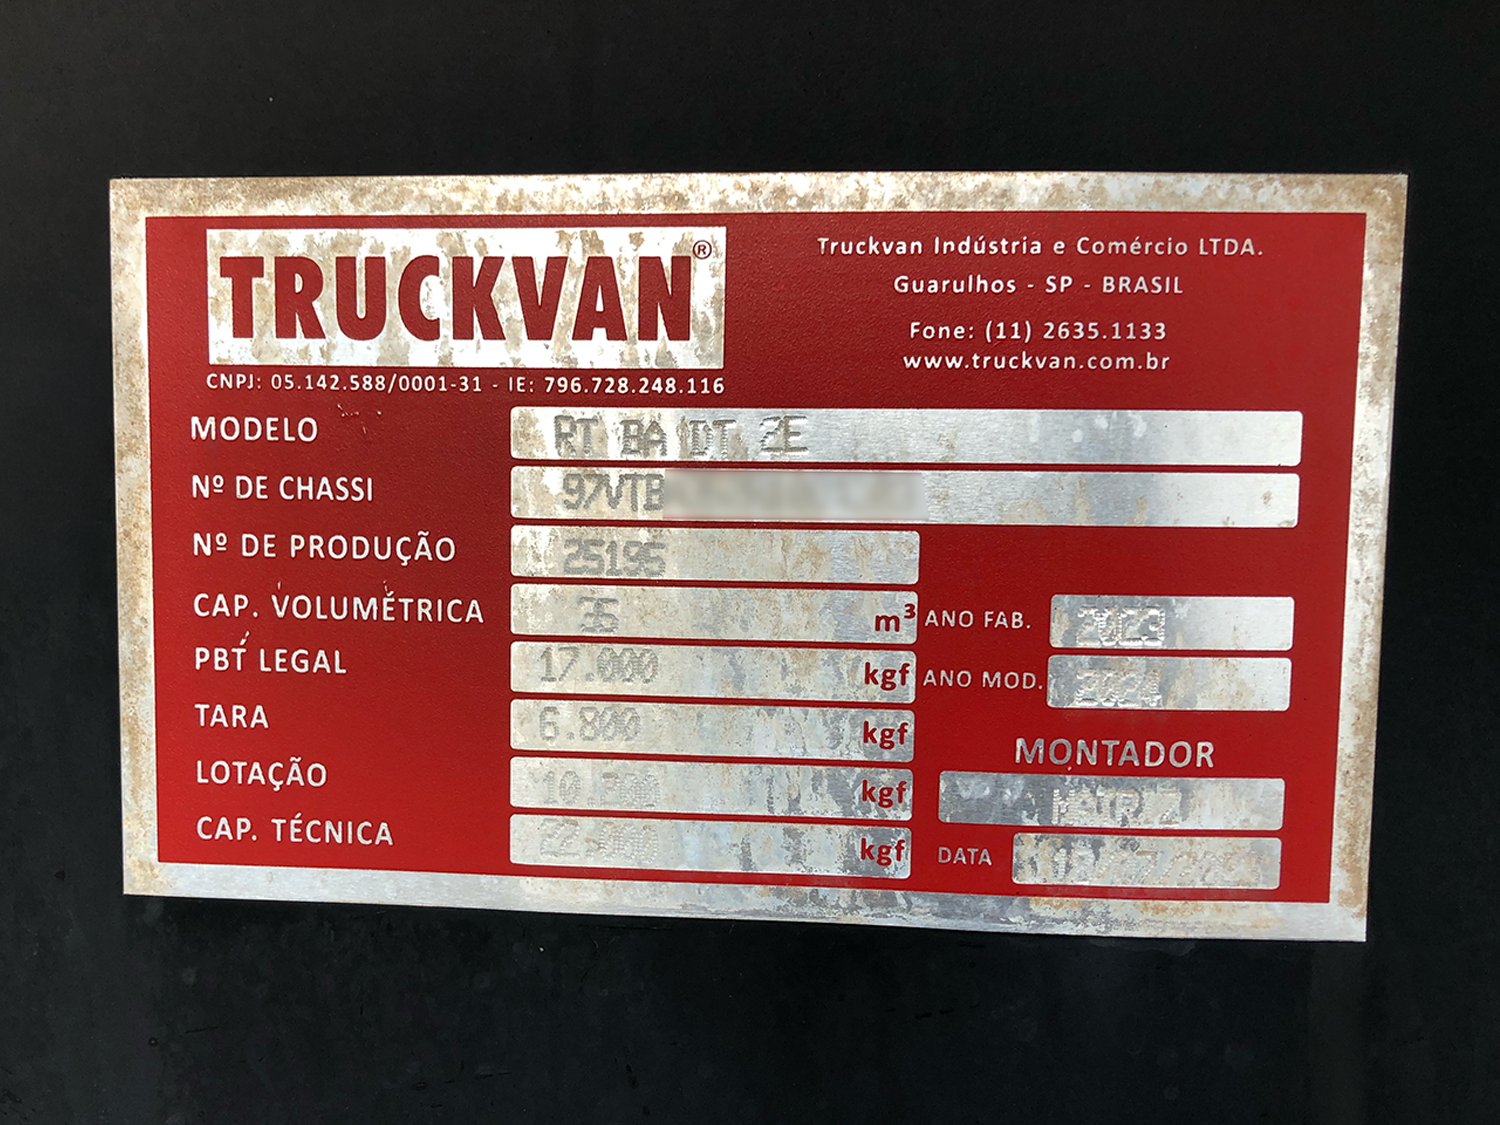 TRUCKVAN®
CNPJ: 05.142.588/0001-31 - IE: 796.728.248.116
Truckvan Indústria e Comércio LTDA.
Guarulhos - SP - BRASIL
Fone: (11) 2635.1133
www.truckvan.com.br
MODELO RT BA DT 2E
Nº DE CHASSI 97VTB
Nº DE PRODUÇÃO 25195
CAP. VOLUMÉTRICA 35 m³ ANO FAB. 2023
PBT LEGAL 17.000 kgf ANO MOD. 2024
TARA 6.800 kgf
MONTADOR
LOTAÇÃO kgf
CAP. TÉCNICA kgf DATA